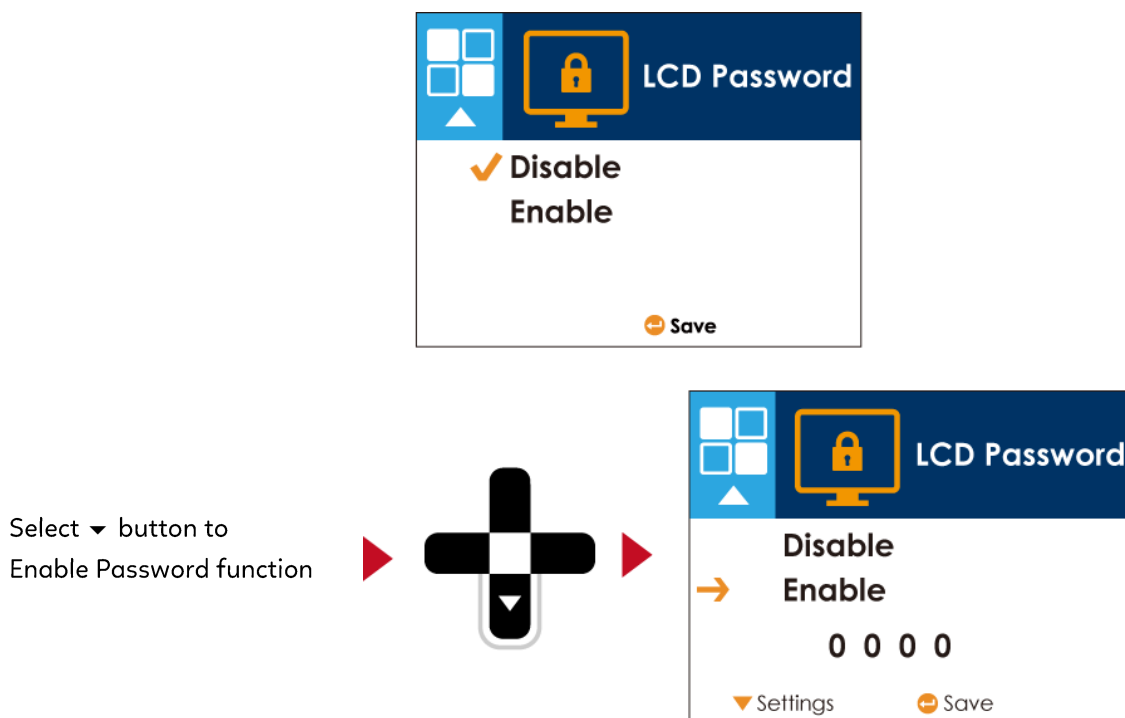 LCD Password
Disable
Enable
Save
Select ▼ button to
Enable Password function
LCD Password
Disable
Enable
0 0 0 0
Settings Save